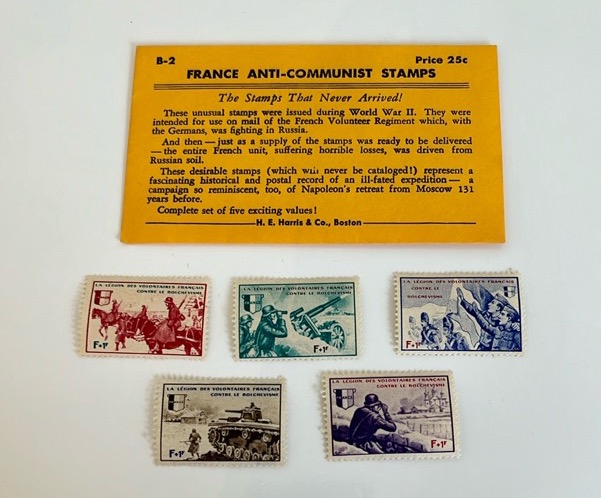 B-2 Price 25c
FRANCE ANTI-COMMUNIST STAMPS
The Stamps That Never Arrived!
These unusual stamps were issued during World War II. They were
intended for use on mail of the French Volunteer Regiment which, with
the Germans, was fighting in Russia.
And then — just as a supply of the stamps was ready to be delivered
— the entire French unit, suffering horrible losses, was driven from
Russian soil.
These desirable stamps (which will never be cataloged!) represent a
fascinating historical and postal record of an ill-fated expedition — a
campaign so reminiscent, too, of Napoleon's retreat from Moscow 131
years before.
Complete set of five exciting values!
H. E. Harris & Co., Boston
LA LÉGION DES VOLONTAIRES FRANÇAIS
CONTRE LE BOLCHEVISME
F+1F
LA LÉGION DES VOLONTAIRES FRANÇAIS
CONTRE LE BOLCHEVISME
F+1F
LA LÉGION DES VOLONTAIRES FRANÇAIS
CONTRE LE
BOLCHEVISME
F+1F
LA LÉGION DES VOLONTAIRES FRANÇAIS
CONTRE LE BOLCHEVISME
F+1F
LA LÉGION DES VOLONTAIRES FRANÇAIS
CONTRE LE BOLCHEVISME
F+1F